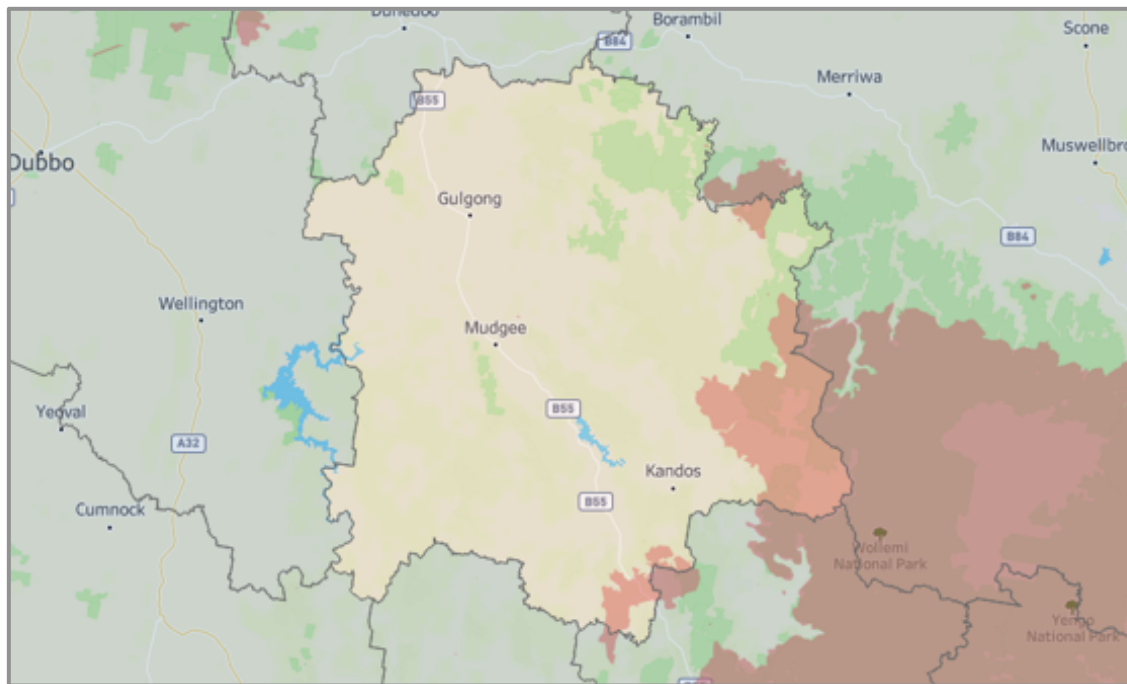 Dunedoo
Borambil
Scone
B84
Merriwa
B55
Dubbo
Muswellbro
Gulgong
B84
Wellington
Mudgee
Yeoval
B55
A32
Kandos
B55
Cumnock
Wollemi
National Park
Yengo
National Park